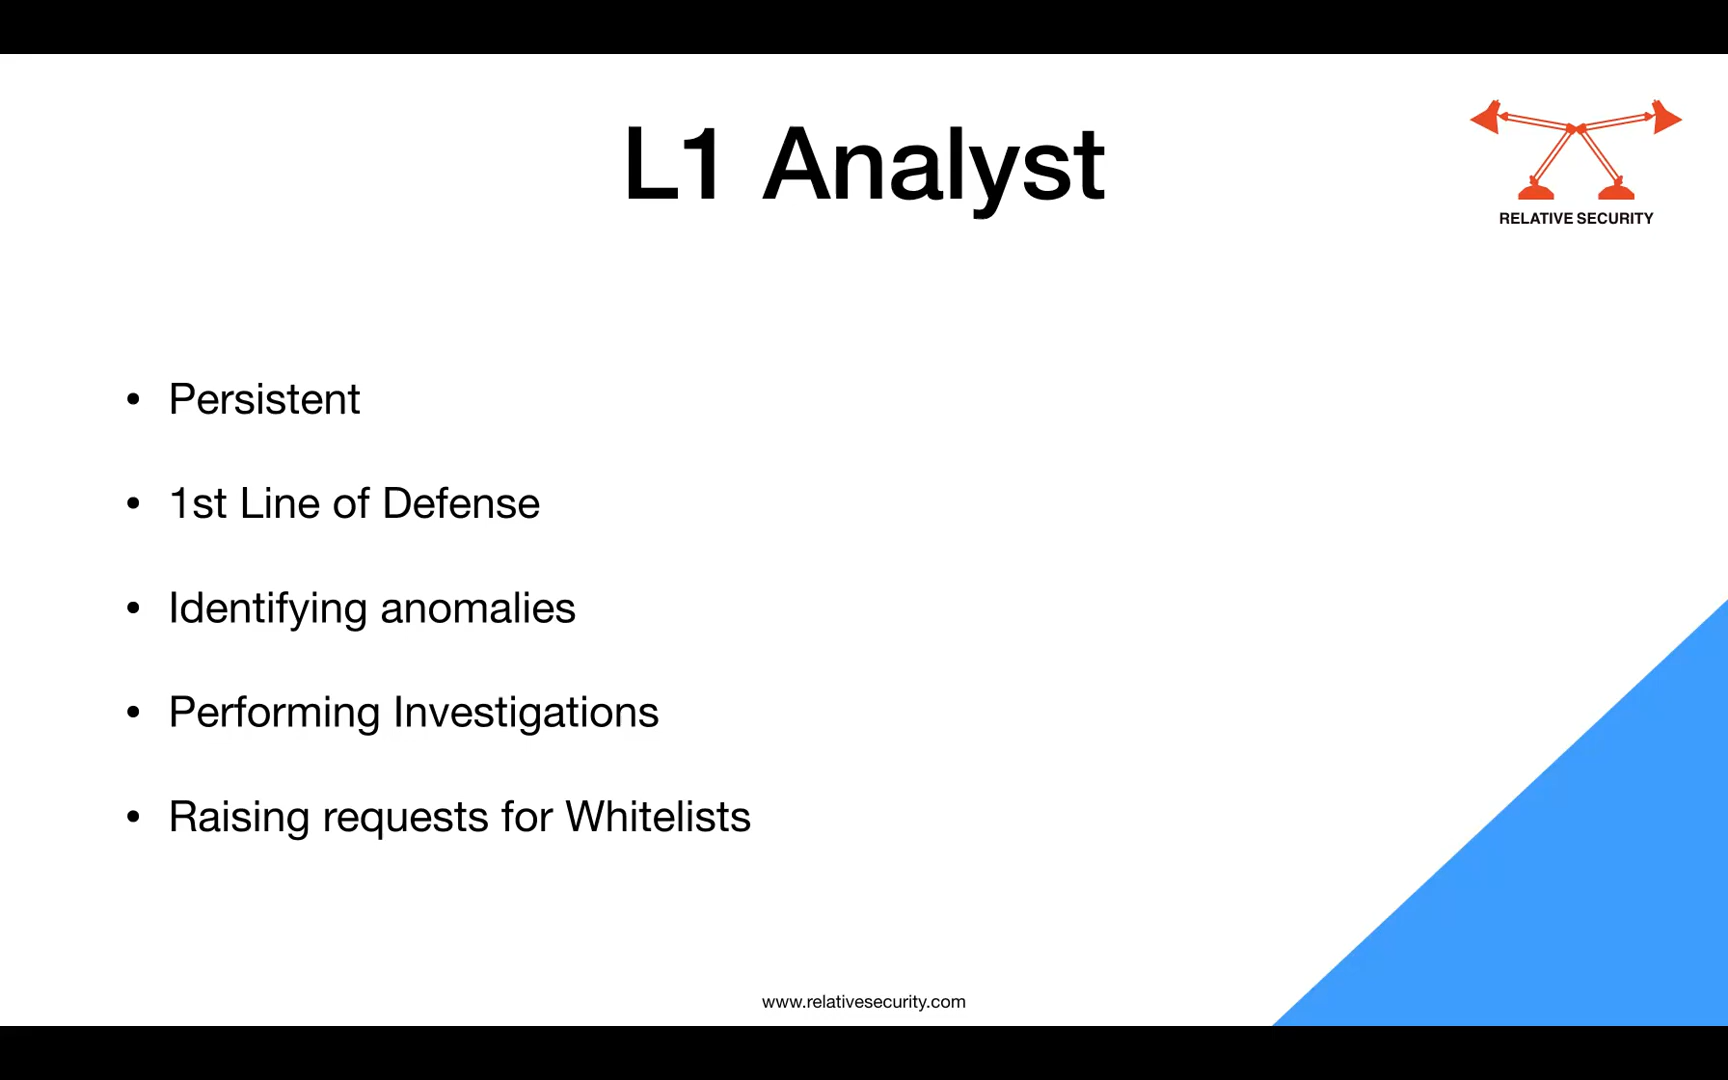 L1 Analyst
RELATIVE SECURITY
• Persistent
• 1st Line of Defense
• Identifying anomalies
• Performing Investigations
• Raising requests for Whitelists
www.relativesecurity.com